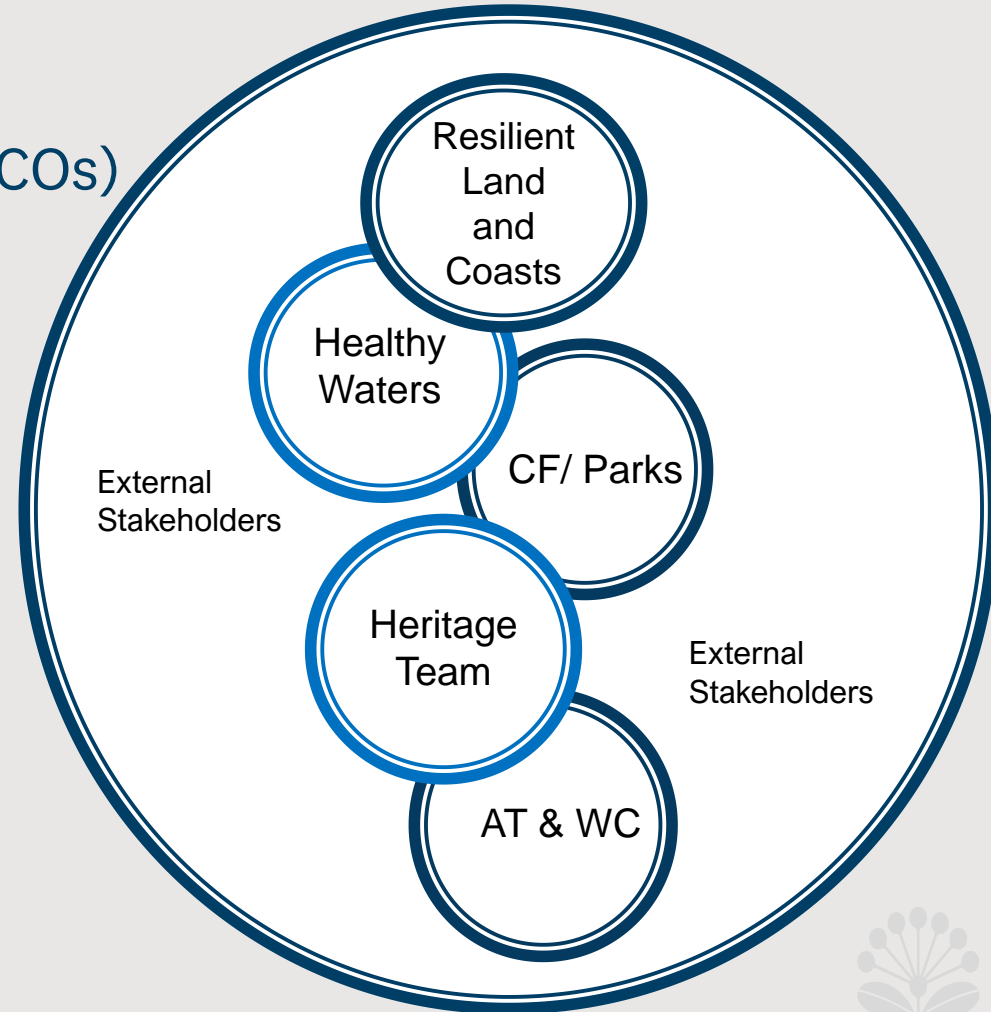 COs)
Resilient
Land
and
Coasts
Healthy
Waters
CF/ Parks
External
Stakeholders
Heritage
Team
External
Stakeholders
AT & WC